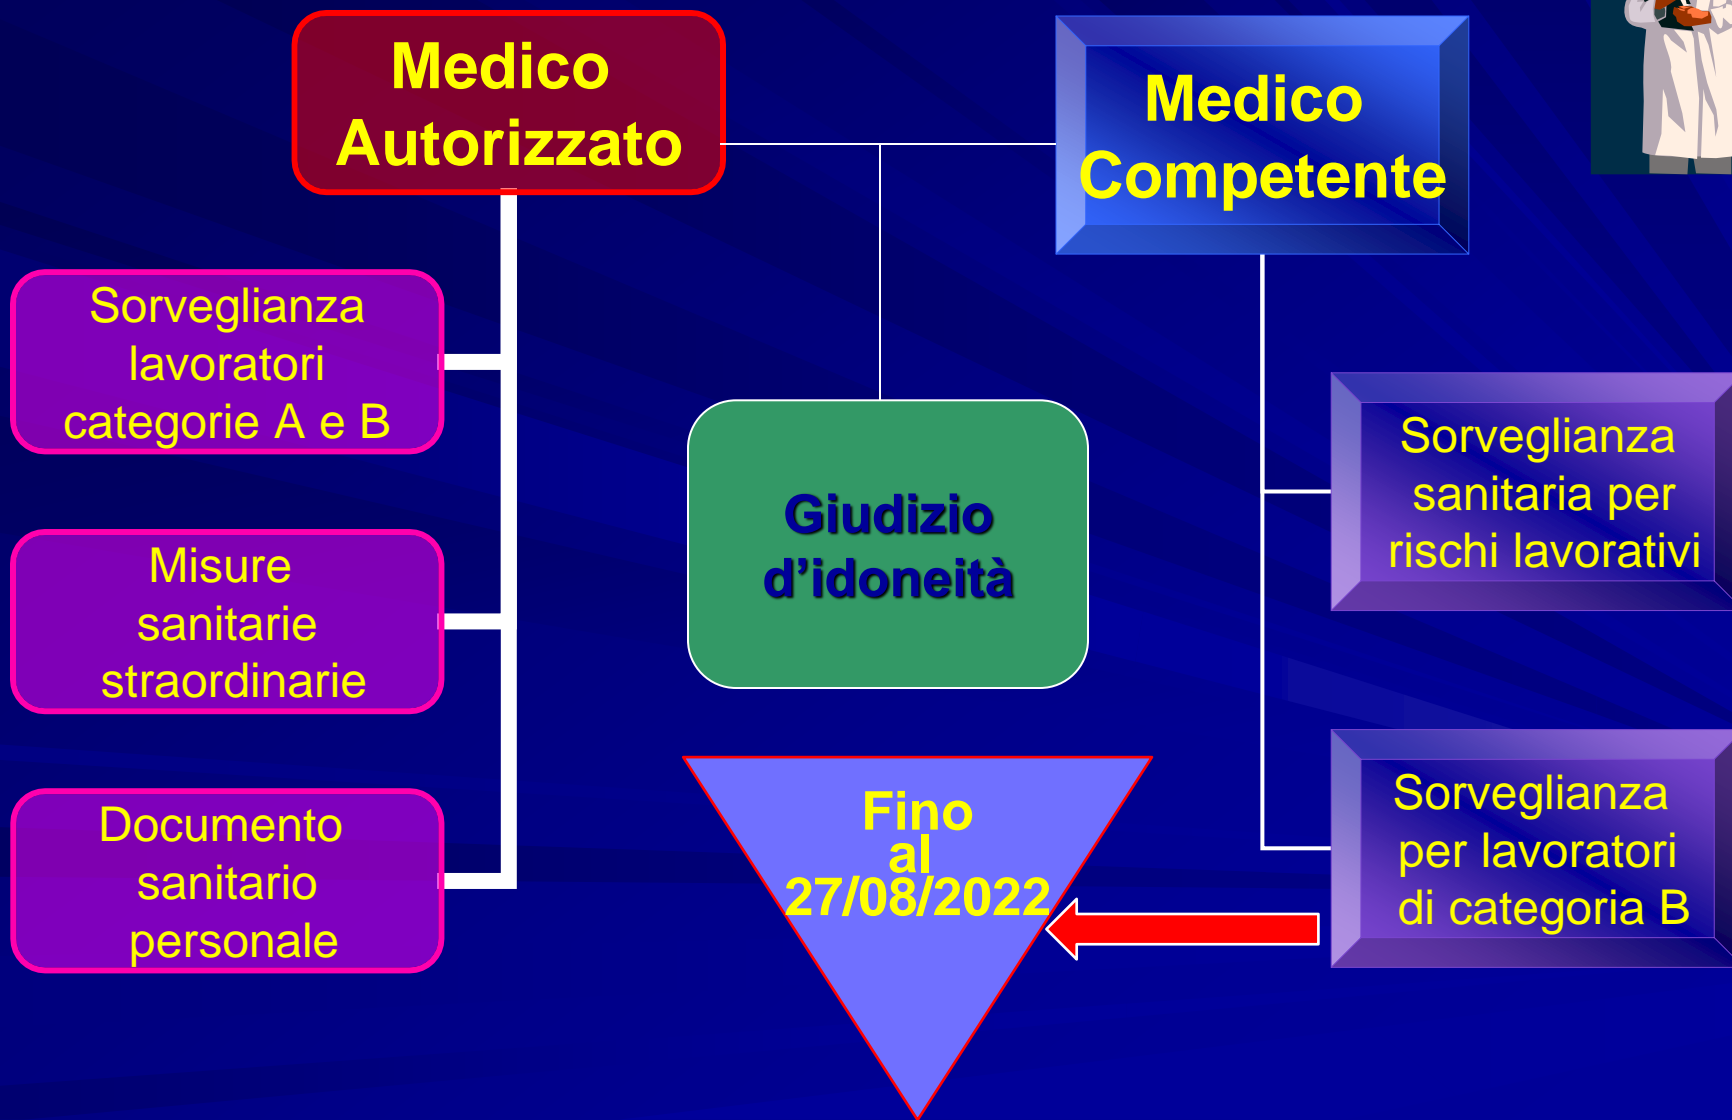 Medico
Autorizzato
Medico
Competente
Sorveglianza
lavoratori
categorie A e B
Misure
sanitarie
straordinarie
Documento
sanitario
personale
Giudizio
d’idoneità
Fino
al
27/08/2022
Sorveglianza
sanitaria per
rischi lavorativi
Sorveglianza
per lavoratori
di categoria B